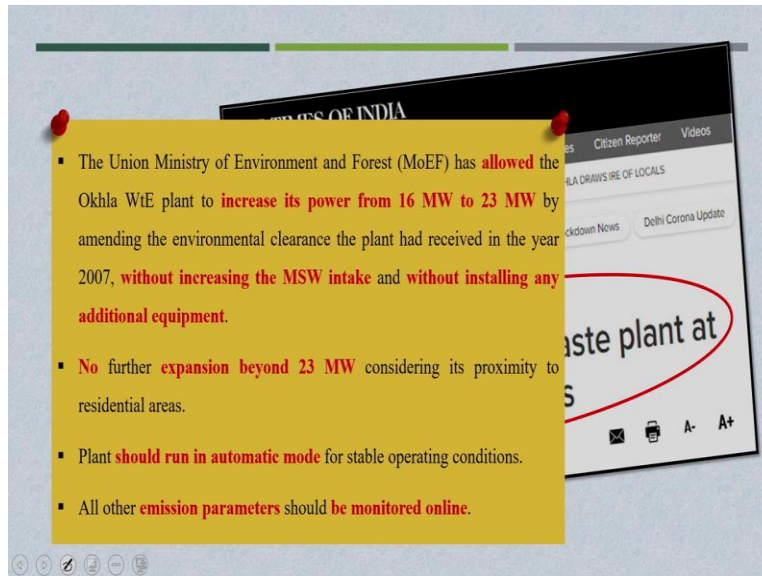 TIMES OF INDIA
Citizen Reporter Videos
HLA DRAWS IRE OF LOCALS
ckdown News Delhi Corona Update
aste plant at
s
A- A+
▪ The Union Ministry of Environment and Forest (MoEF) has allowed the
Okhla WtE plant to increase its power from 16 MW to 23 MW by
amending the environmental clearance the plant had received in the year
2007, without increasing the MSW intake and without installing any
additional equipment.
▪ No further expansion beyond 23 MW considering its proximity to
residential areas.
▪ Plant should run in automatic mode for stable operating conditions.
▪ All other emission parameters should be monitored online.